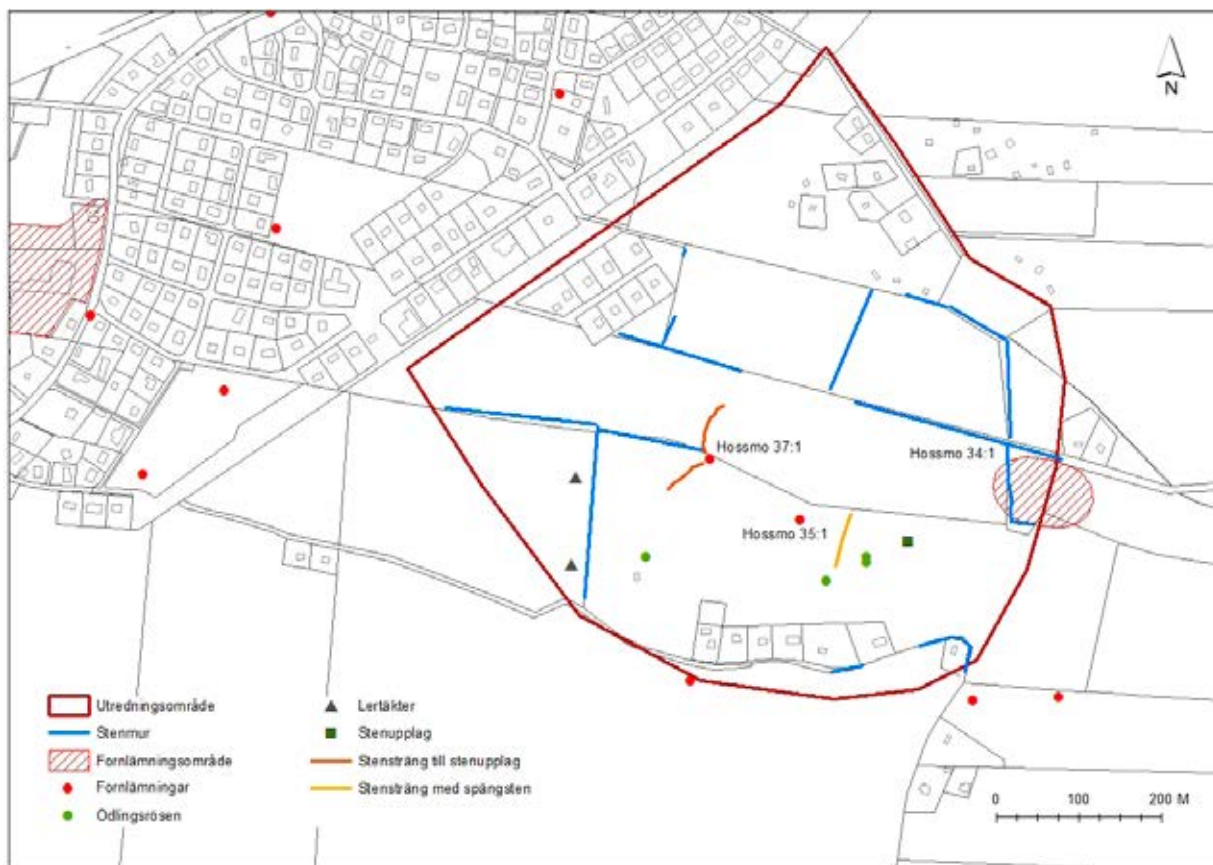 N
Hossmo 37:1
Hossmo 34:1
Hossmo 35:1
Utredningsområde
Stenmur
Fornlämningsområde
Fornlämningar
Odlingsrösen
Lertäkter
Stenupplag
Stensträng till stenupplag
Stensträng med spångsten
0 100 200 M